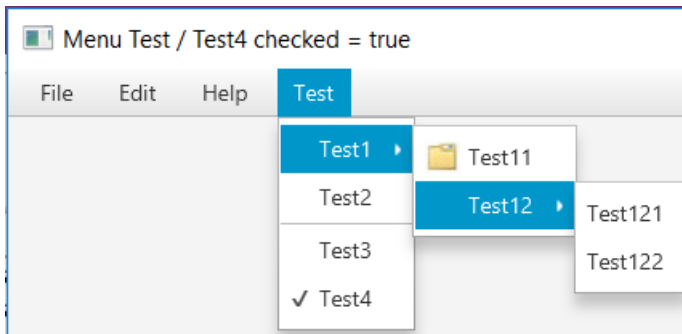 Menu Test / Test4 checked = true
File Edit Help Test
Test1
Test11
Test2
Test12
Test121
Test3
Test122
Test4